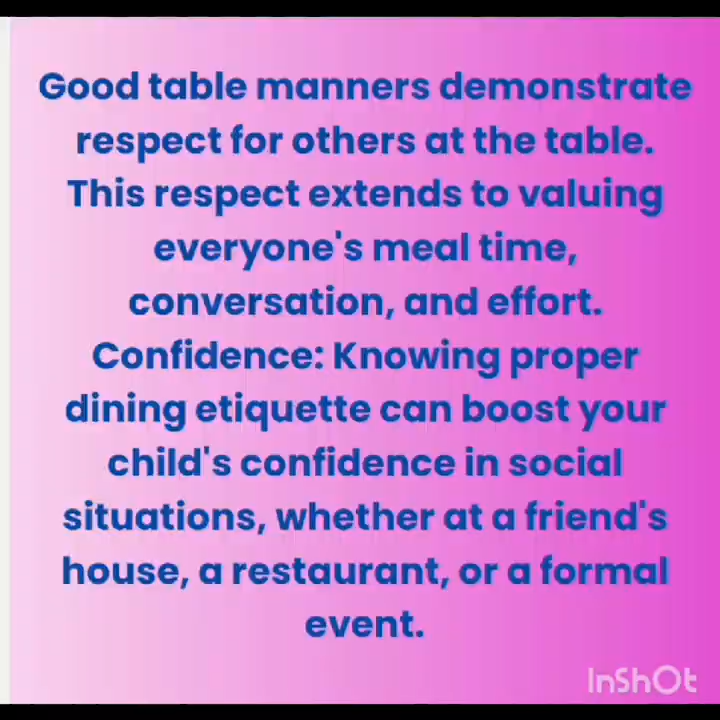 Good table manners demonstrate
respect for others at the table.
This respect extends to valuing
everyone's meal time,
conversation, and effort.
Confidence: Knowing proper
dining etiquette can boost your
child's confidence in social
situations, whether at a friend's
house, a restaurant, or a formal
event.
InShOt